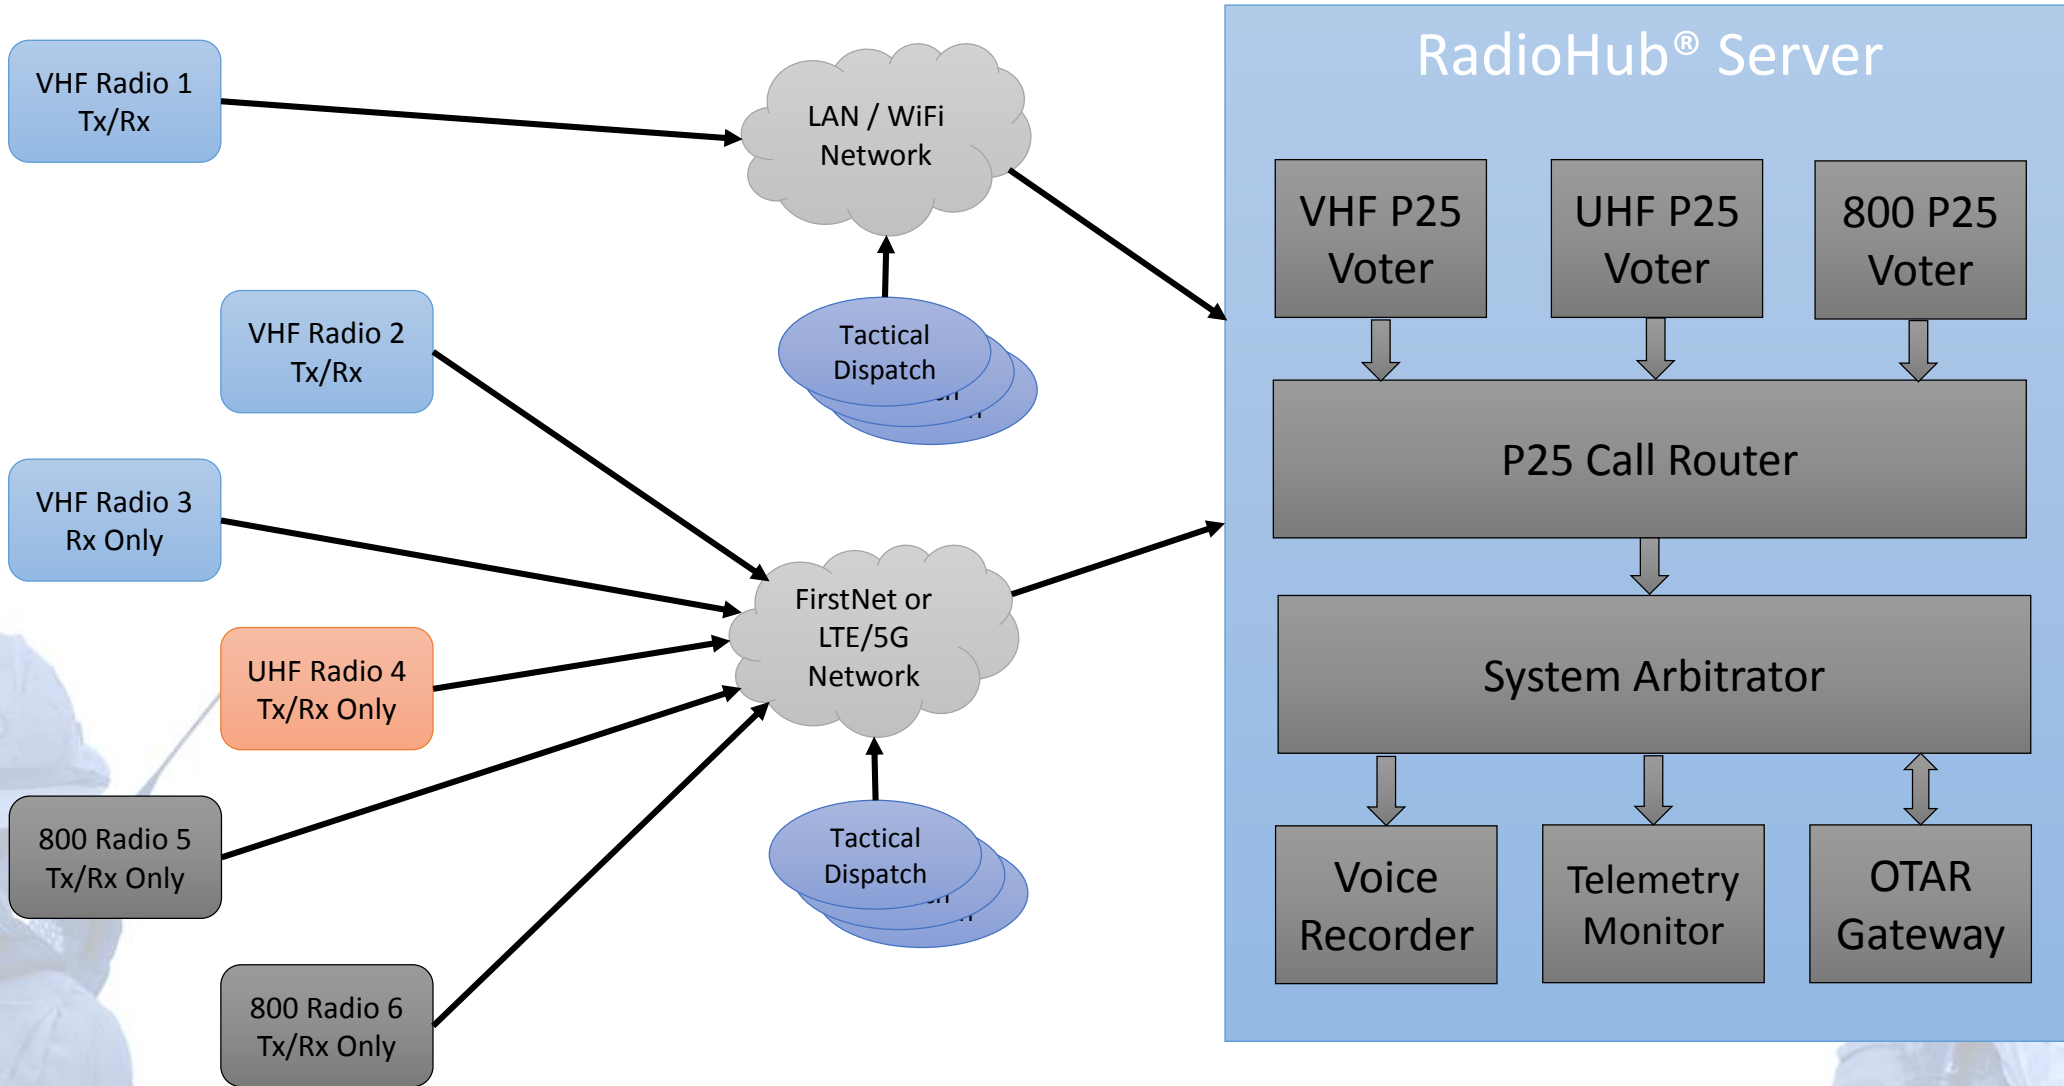 RadioHub® Server
VHF Radio 1
Tx/Rx
LAN / WiFi
Network
VHF P25
Voter
UHF P25
Voter
800 P25
Voter
VHF Radio 2
Tx/Rx
Tactical
Dispatch
P25 Call Router
VHF Radio 3
Rx Only
FirstNet or
LTE/5G
Network
UHF Radio 4
Tx/Rx Only
System Arbitrator
800 Radio 5
Tx/Rx Only
Tactical
Dispatch
Voice
Recorder
Telemetry
Monitor
OTAR
Gateway
800 Radio 6
Tx/Rx Only